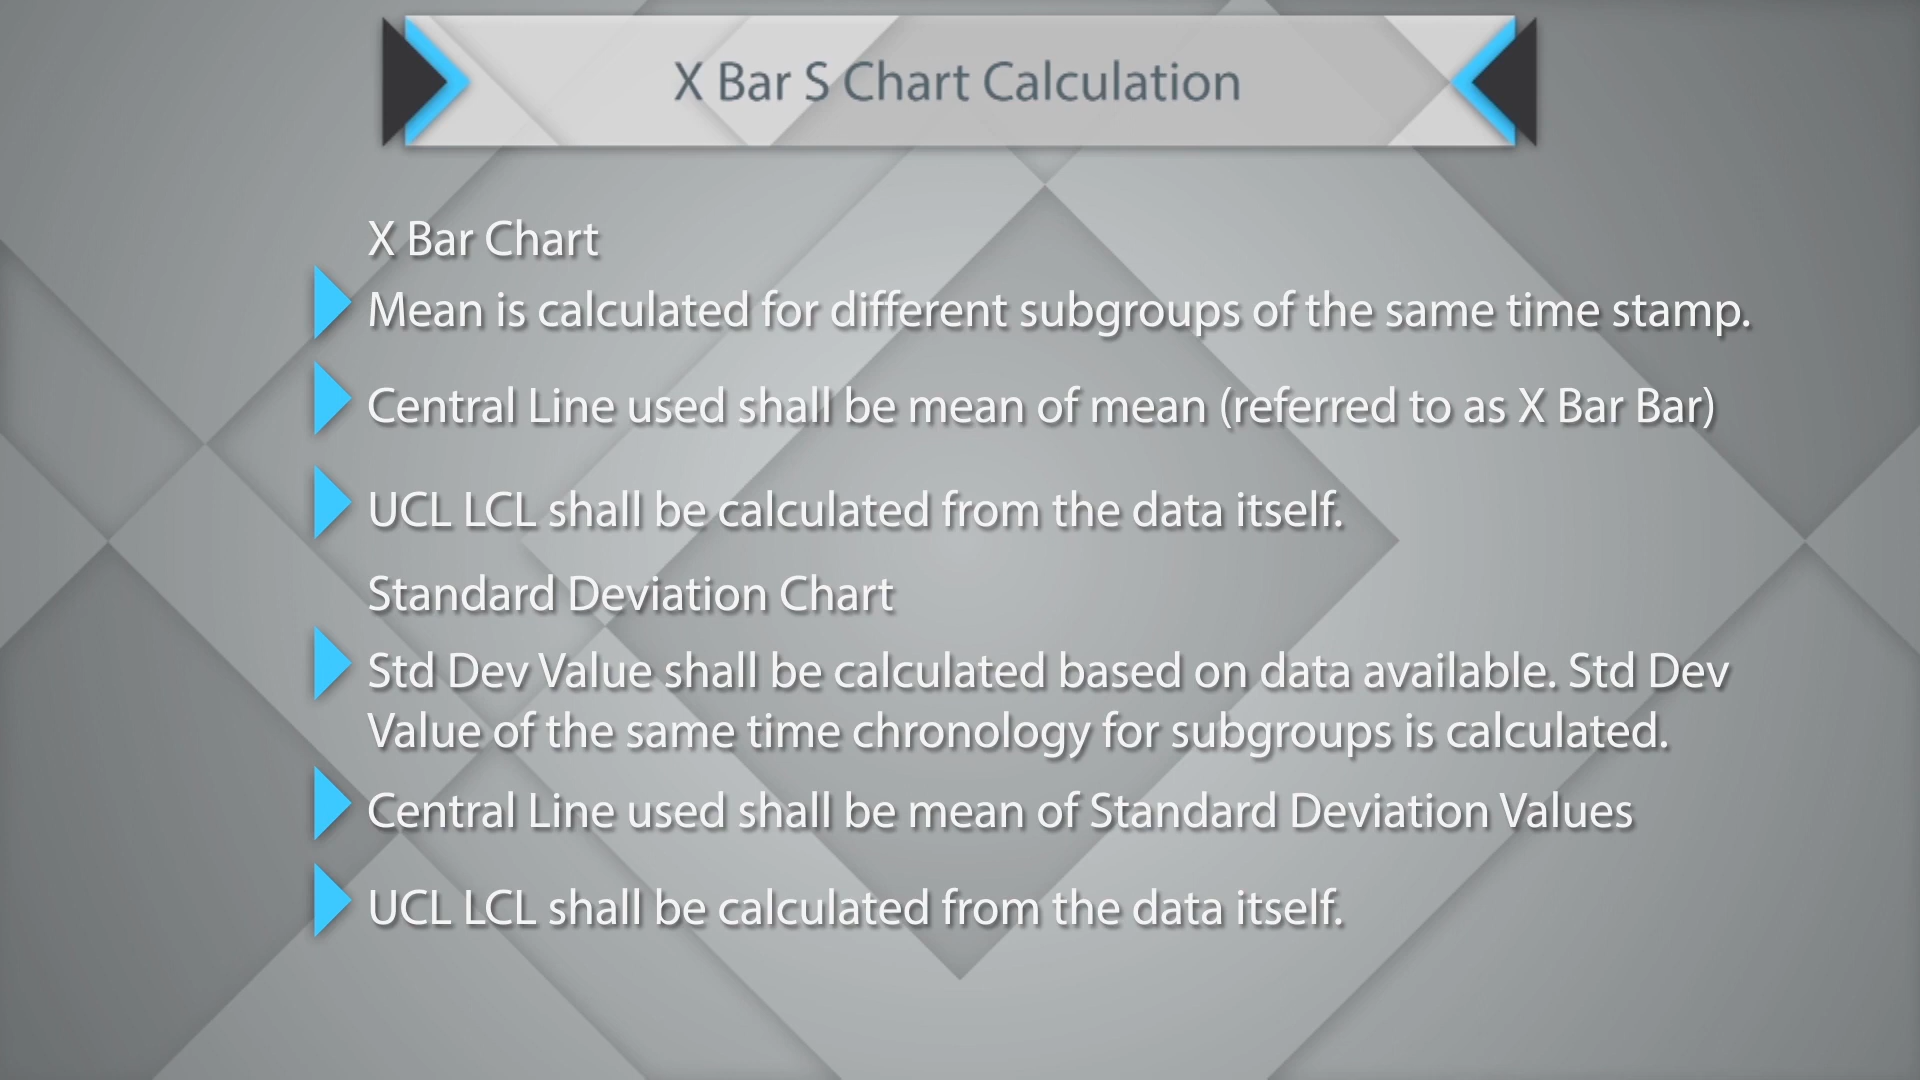 X Bar S Chart Calculation
X Bar Chart
Mean is calculated for different subgroups of the same time stamp.
Central Line used shall be mean of mean (referred to as X Bar Bar)
UCL LCL shall be calculated from the data itself.
Standard Deviation Chart
Std Dev Value shall be calculated based on data available. Std Dev
Value of the same time chronology for subgroups is calculated.
Central Line used shall be mean of Standard Deviation Values
UCL LCL shall be calculated from the data itself.